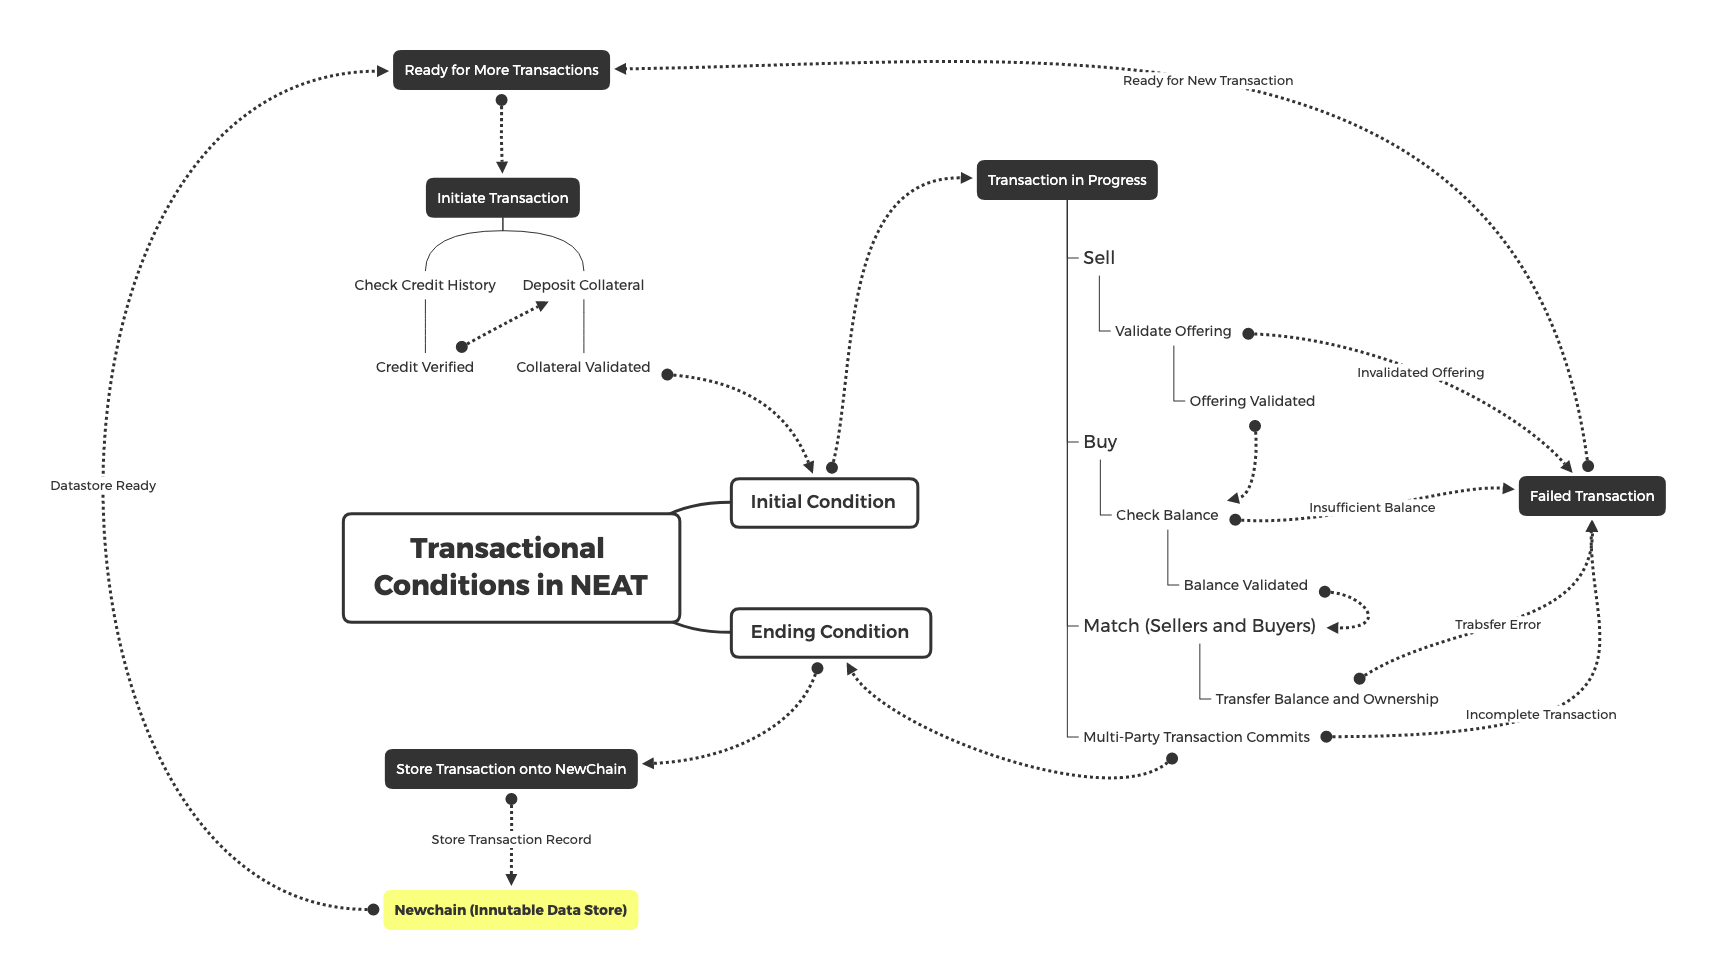 Ready for More Transactions
Ready for New Transaction
Transaction in Progress
Initiate Transaction
Sell
Check Credit History
Deposit Collateral
Validate Offering
Credit Verified
Collateral Validated
Invalidated Offering
Offering Validated
Buy
Datastore Ready
Initial Condition
Failed Transaction
Insufficient Balance
Check Balance
Transactional
Conditions in NEAT
Balance Validated
Ending Condition
Match (Sellers and Buyers)
Trabsfer Error
Transfer Balance and Ownership
Incomplete Transaction
Multi-Party Transaction Commits
Store Transaction onto NewChain
Store Transaction Record
Newchain (Innutable Data Store)